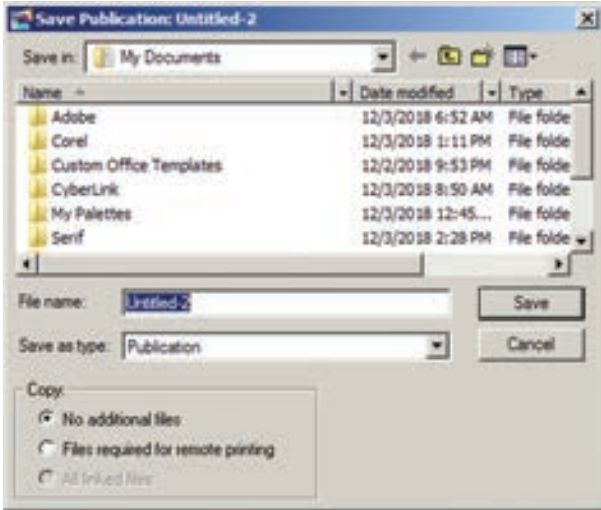 Save Publication: Untitled-2
Save in: My Documents
Name Date modified Type
Adobe 12/3/2018 6:52 AM File folde
Corel 12/3/2018 1:11 PM File folde
Custom Office Templates 12/2/2018 9:53 PM File folde
CyberLink 12/3/2018 8:50 AM File folde
My Palettes 12/3/2018 12:45... File folde
Serif 12/3/2018 2:28 PM File folde
File name: Untitled-2 Save
Save as type: Publication Cancel
Copy:
No additional files
Files required for remote printing
All linked files